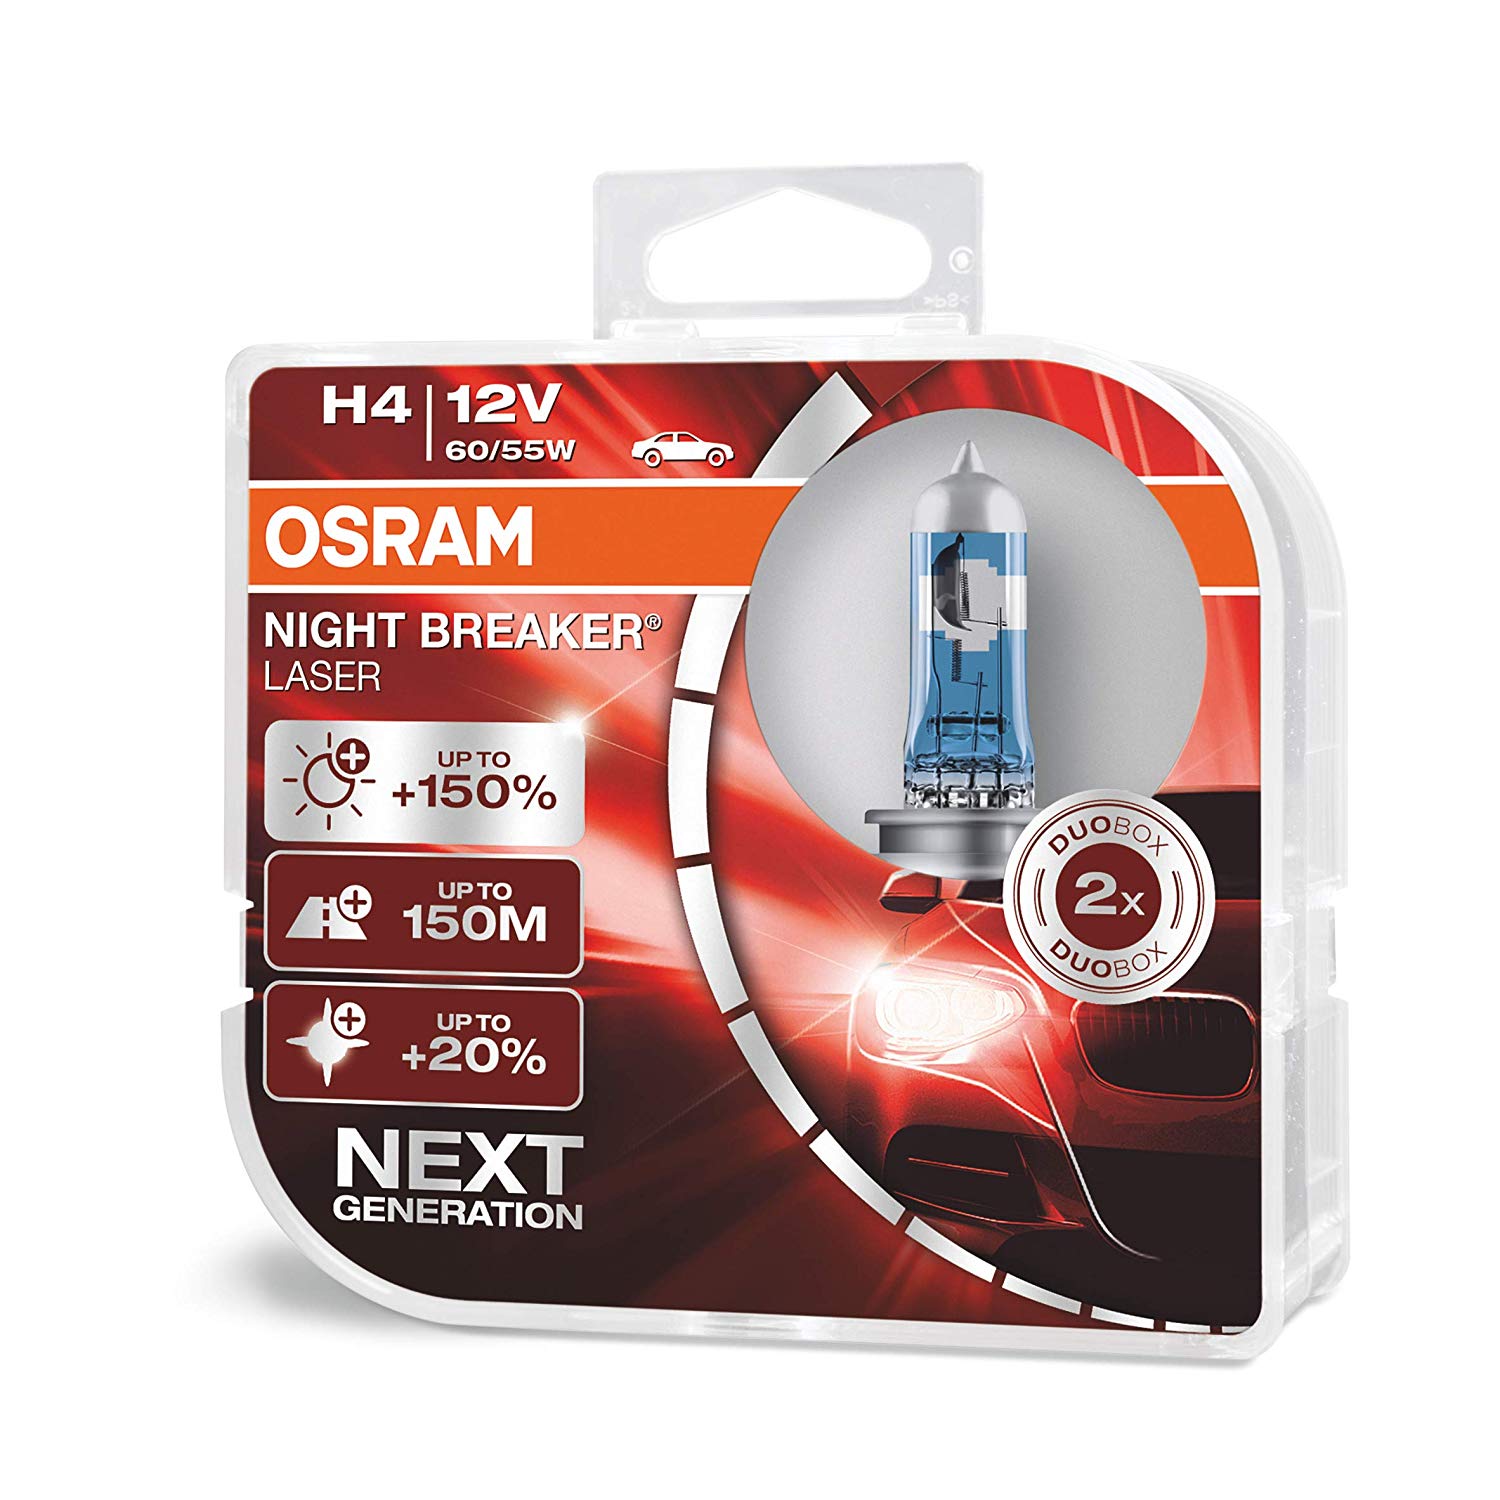 H4 12V
60/55W
OSRAM
NIGHT BREAKER®
LASER
UP TO
+150%
UP TO
150M
UP TO
+20%
NEXT
GENERATION
DUOBOX
2x
DUOBOX
>PS<